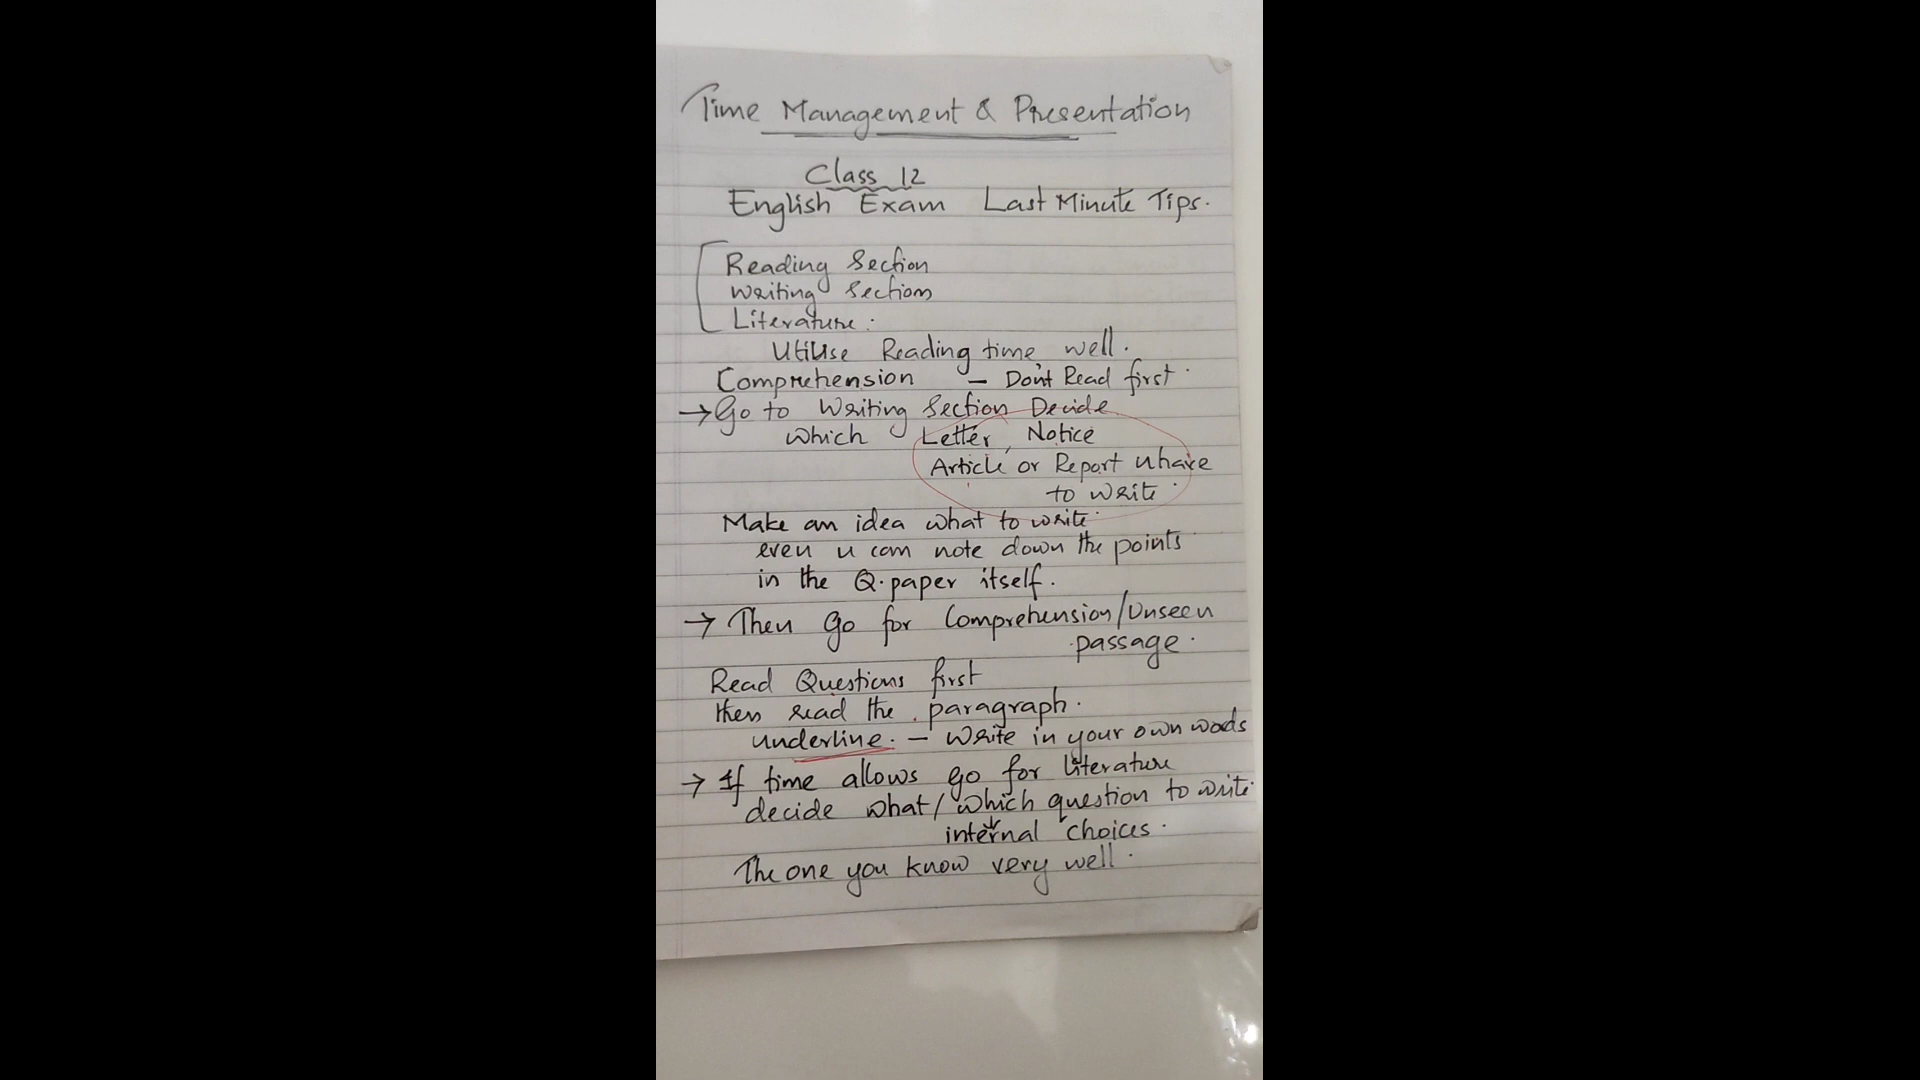 Time Management & Presentation
Class 12
English Exam Last Minute Tips.
Reading Section
Writing Section
Literature.
Utilise Reading time well.
Comprehension - Don't Read first.
→ Go to Writing Section Decide
which Letter, Notice
Article or Report u have
to write.
Make an idea what to write.
even u can note down the points
in the Q.paper itself.
→ Then Go for Comprehension/Unseen
passage.
Read Questions first
then read the paragraph.
underline. - Write in your own words
→ If time allows go for literature
decide what/which question to write.
internal choices.
The one you know very well.